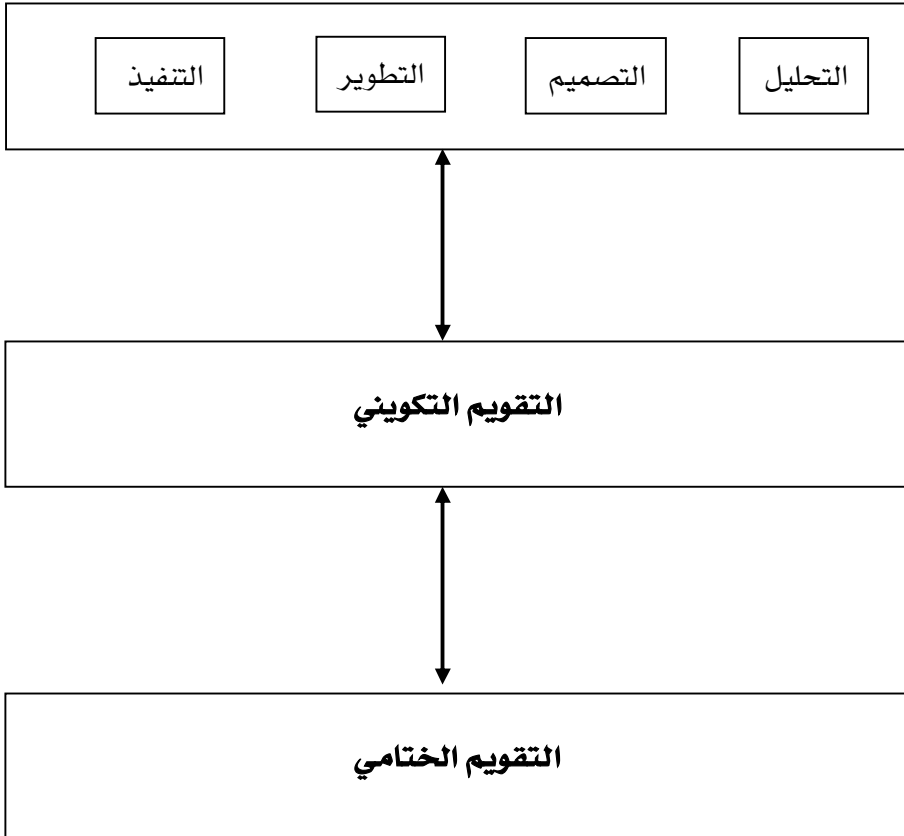 التحليل
التصميم
التطوير
التنفيذ
التقويم التكويني
التقويم الختامي